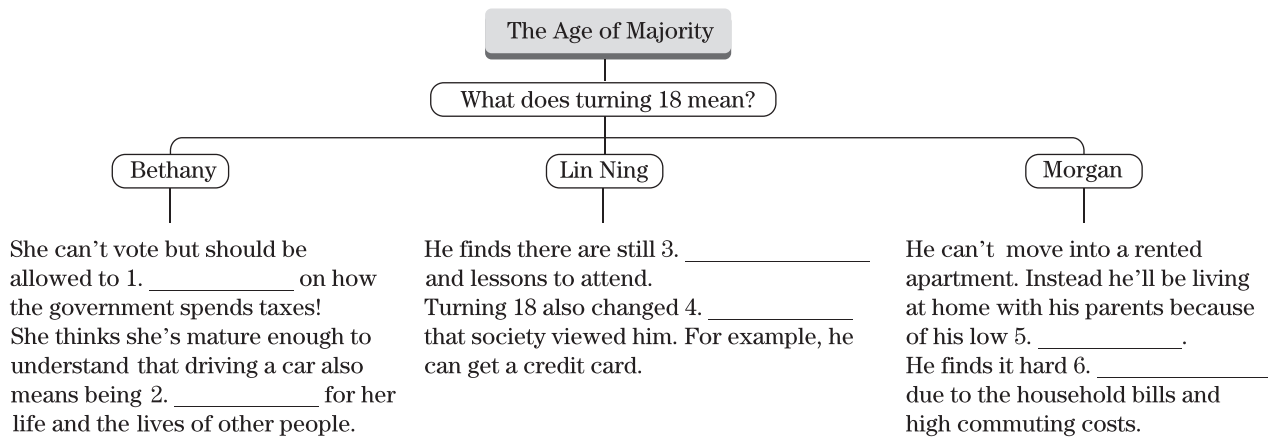 The Age of Majority
What does turning 18 mean?
Bethany
Lin Ning
Morgan
She can't vote but should be
allowed to 1. ____________ on how
the government spends taxes!
She thinks she's mature enough to
understand that driving a car also
means being 2. ____________ for her
life and the lives of other people.
He finds there are still 3. _______________
and lessons to attend.
Turning 18 also changed 4. ____________
that society viewed him. For example, he
can get a credit card.
He can't move into a rented
apartment. Instead he'll be living
at home with his parents because
of his low 5. ____________.
He finds it hard 6. ______________
due to the household bills and
high commuting costs.